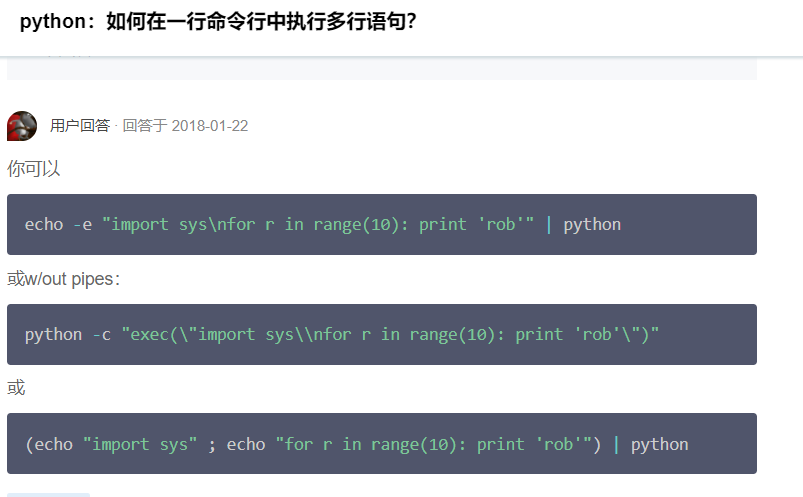 python：如何在一行命令行中执行多行语句？
用户回答 · 回答于 2018-01-22
你可以
echo -e "import sys\nfor r in range(10): print 'rob'" | python
或w/out pipes：
python -c "exec(\"import sys\\nfor r in range(10): print 'rob'\")"
或
(echo "import sys" ; echo "for r in range(10): print 'rob'") | python